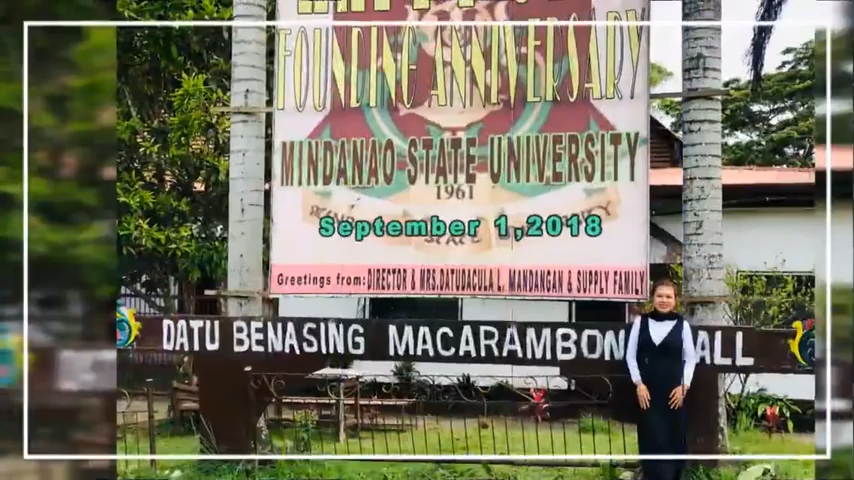 FOUNDING ANNIVERSARY
MINDANAO STATE UNIVERSITY
1961
September 1,2018
Greetings from: DIRECTOR & MRS.DATUDACULA L. MANDANGAN & SUPPLY FAMILY
DATU BENASING MACARAMBON HALL